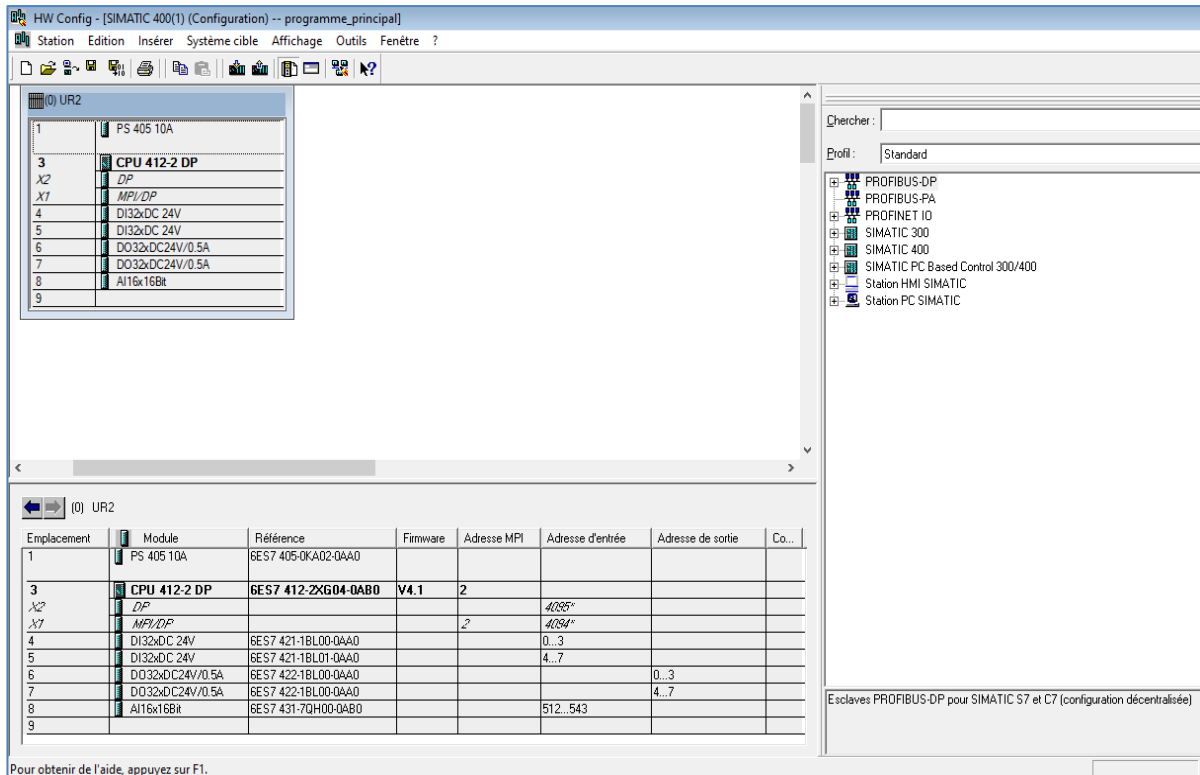 HW Config - [SIMATIC 400(1) (Configuration) -- programme_principal]
Station Edition Insérer Système cible Affichage Outils Fenêtre ?
(0) UR2
1 PS 405 10A
3 CPU 412-2 DP
X2 DP
X1 MPI/DP
4 DI32xDC 24V
5 DI32xDC 24V
6 DO32xDC24V/0.5A
7 DO32xDC24V/0.5A
8 AI16x16Bit
9
Chercher :
Profil : Standard
PROFIBUS-DP
PROFIBUS-PA
PROFINET IO
SIMATIC 300
SIMATIC 400
SIMATIC PC Based Control 300/400
Station HMI SIMATIC
Station PC SIMATIC
(0) UR2
Emplacement Module Référence Firmware Adresse MPI Adresse d'entrée Adresse de sortie Co...
1 PS 405 10A 6ES7 405-0KA02-0AA0
3 CPU 412-2 DP 6ES7 412-2XG04-0AB0 V4.1 2
X2 DP 4095*
X1 MPI/DP 2 4094*
4 DI32xDC 24V 6ES7 421-1BL00-0AA0 0...3
5 DI32xDC 24V 6ES7 421-1BL01-0AA0 4...7
6 DO32xDC24V/0.5A 6ES7 422-1BL00-0AA0 0...3
7 DO32xDC24V/0.5A 6ES7 422-1BL00-0AA0 4...7
8 AI16x16Bit 6ES7 431-7QH00-0AB0 512...543
9
Esclaves PROFIBUS-DP pour SIMATIC S7 et C7 (configuration décentralisée)
Pour obtenir de l'aide, appuyez sur F1.